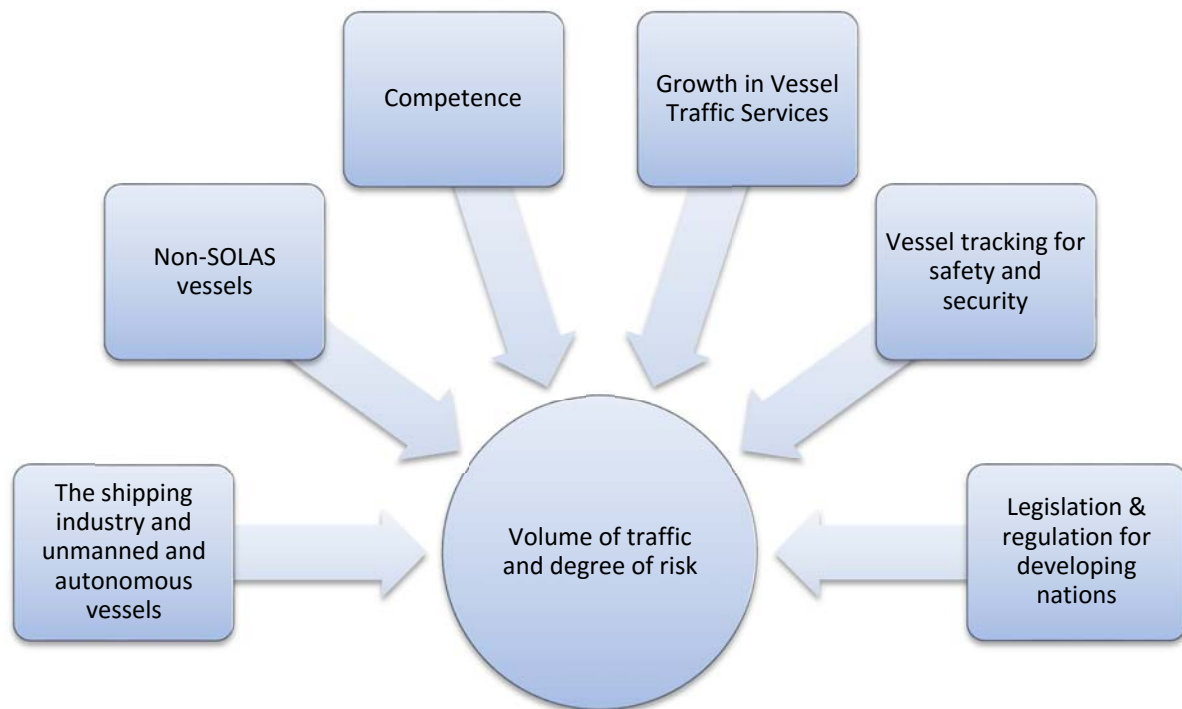 Competence
Growth in Vessel
Traffic Services
Non-SOLAS
vessels
Vessel tracking for
safety and
security
The shipping
industry and
unmanned and
autonomous
vessels
Volume of traffic
and degree of risk
Legislation &
regulation for
developing
nations